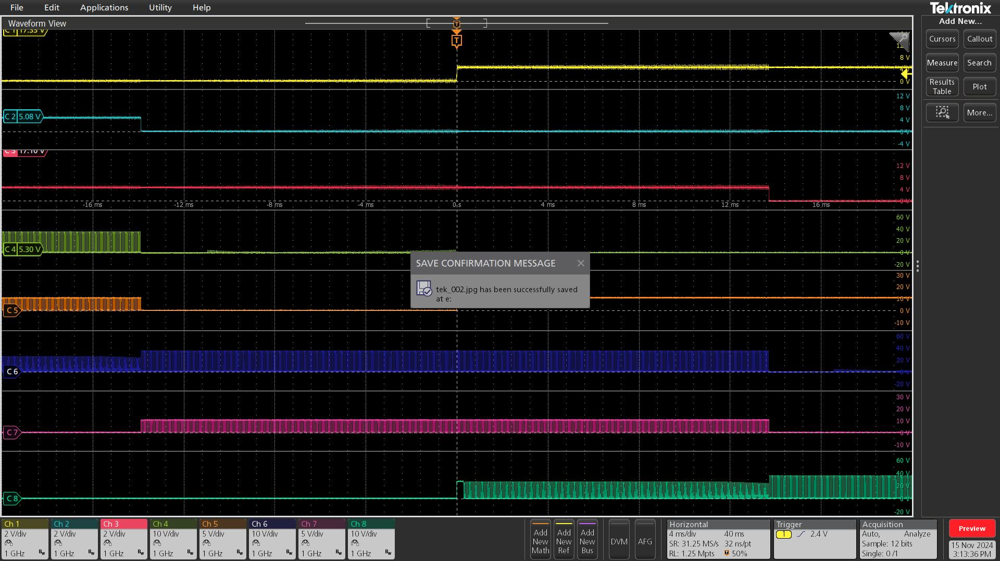 File Edit Applications Utility Help
Tektronix
Waveform View
Add New...
Cursors Callout
Measure Search
Results Table Plot
More...
T
T
C 1 17.33 V
12
8 V
0 V
C 2 5.08 V
12 V
8 V
4 V
0 V
-4 V
C 3 17.10 V
12 V
8 V
4 V
0 V
-16 ms -12 ms -8 ms -4 ms 0 s 4 ms 8 ms 12 ms 16 ms
C 4 5.30 V
60 V
40 V
20 V
0 V
-20 V
SAVE CONFIRMATION MESSAGE
tek_002.jpg has been successfully saved
at e:
C 5
30 V
20 V
10 V
0 V
-10 V
C 6
60 V
40 V
20 V
0 V
-20 V
C 7
30 V
20 V
10 V
0 V
-10 V
C 8
60 V
40 V
20 V
0 V
-20 V
Ch 1
2 V/div
1 GHz Bw
Ch 2
2 V/div
1 GHz Bw
Ch 3
2 V/div
1 GHz Bw
Ch 4
10 V/div
1 GHz Bw
Ch 5
5 V/div
1 GHz Bw
Ch 6
10 V/div
1 GHz Bw
Ch 7
5 V/div
1 GHz Bw
Ch 8
10 V/div
1 GHz Bw
Add
New
Math
Add
New
Ref
Add
New
Bus
DVM
AFG
Horizontal
4 ms/div 40 ms
SR: 31.25 MS/s 32 ns/pt
RL: 1.25 Mpts 50%
Trigger
1 2.4 V
Acquisition
Auto, Analyze
Sample: 12 bits
Single: 0 /1
Preview
15 Nov 2024
3:13:36 PM